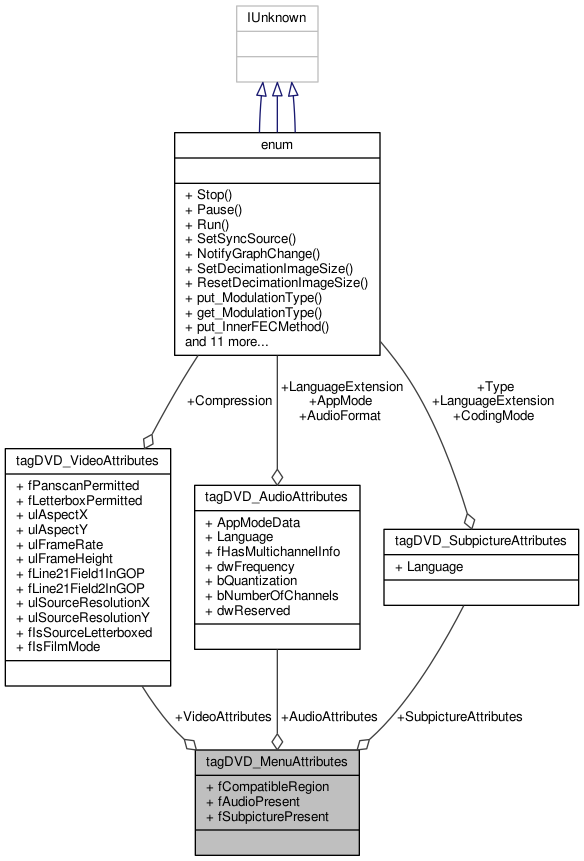 IUnknown
enum
+ Stop()
+ Pause()
+ Run()
+ SetSyncSource()
+ NotifyGraphChange()
+ SetDecimationImageSize()
+ ResetDecimationImageSize()
+ put_ModulationType()
+ get_ModulationType()
+ put_InnerFECMethod()
and 11 more...
+Compression
+LanguageExtension
+AppMode
+AudioFormat
+Type
+LanguageExtension
+CodingMode
tagDVD_VideoAttributes
+ fPanscanPermitted
+ fLetterboxPermitted
+ ulAspectX
+ ulAspectY
+ ulFrameRate
+ ulFrameHeight
+ fLine21Field1InGOP
+ fLine21Field2InGOP
+ ulSourceResolutionX
+ ulSourceResolutionY
+ fIsSourceLetterboxed
+ fIsFilmMode
tagDVD_AudioAttributes
+ AppModeData
+ Language
+ fHasMultichannelInfo
+ dwFrequency
+ bQuantization
+ bNumberOfChannels
+ dwReserved
tagDVD_SubpictureAttributes
+ Language
+VideoAttributes
+AudioAttributes
+SubpictureAttributes
tagDVD_MenuAttributes
+ fCompatibleRegion
+ fAudioPresent
+ fSubpicturePresent